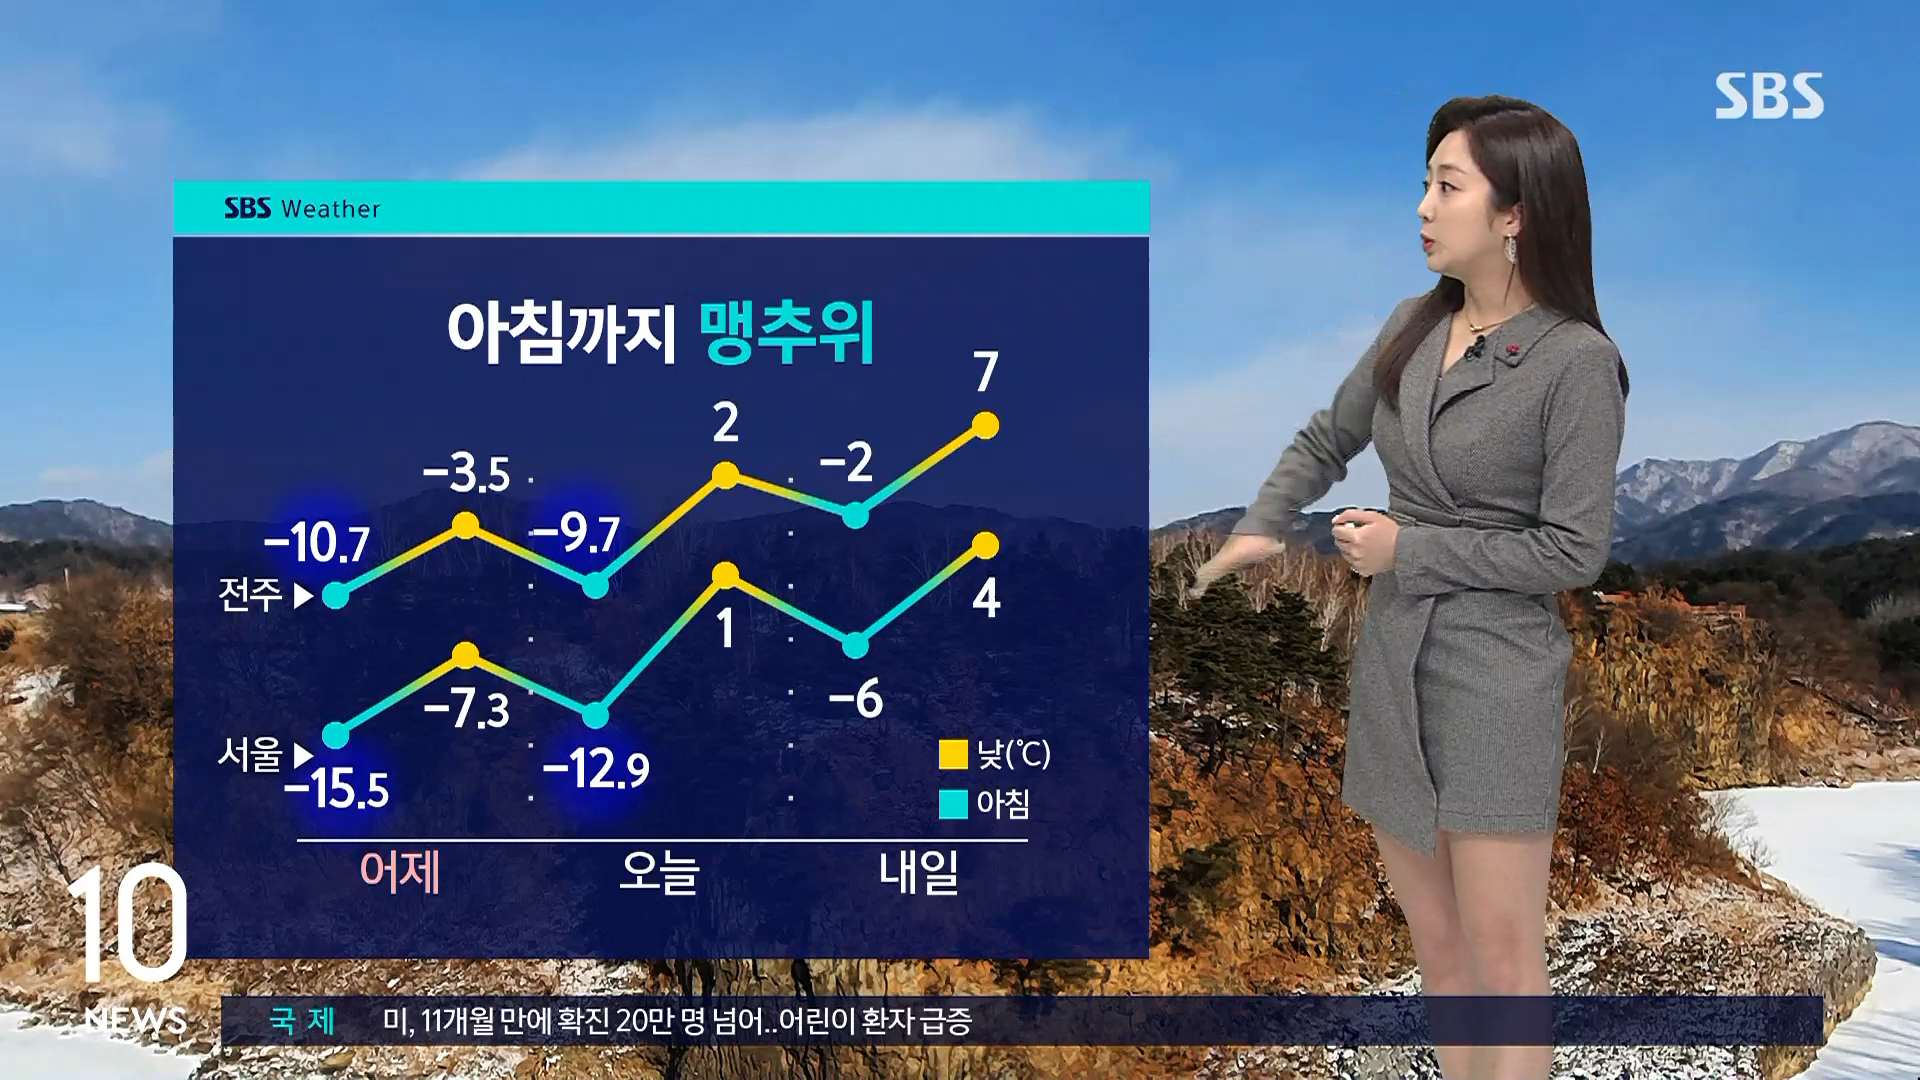 SBS
SBS Weather
아침까지 맹추위
-10.7 -3.5 -9.7 2 -2 7
전주 ▶
-15.5 -7.3 -12.9 1 -6 4
서울 ▶
낮(℃)
아침
어제 오늘 내일
10
NEWS
국 제 미, 11개월 만에 확진 20만 명 넘어..어린이 환자 급증